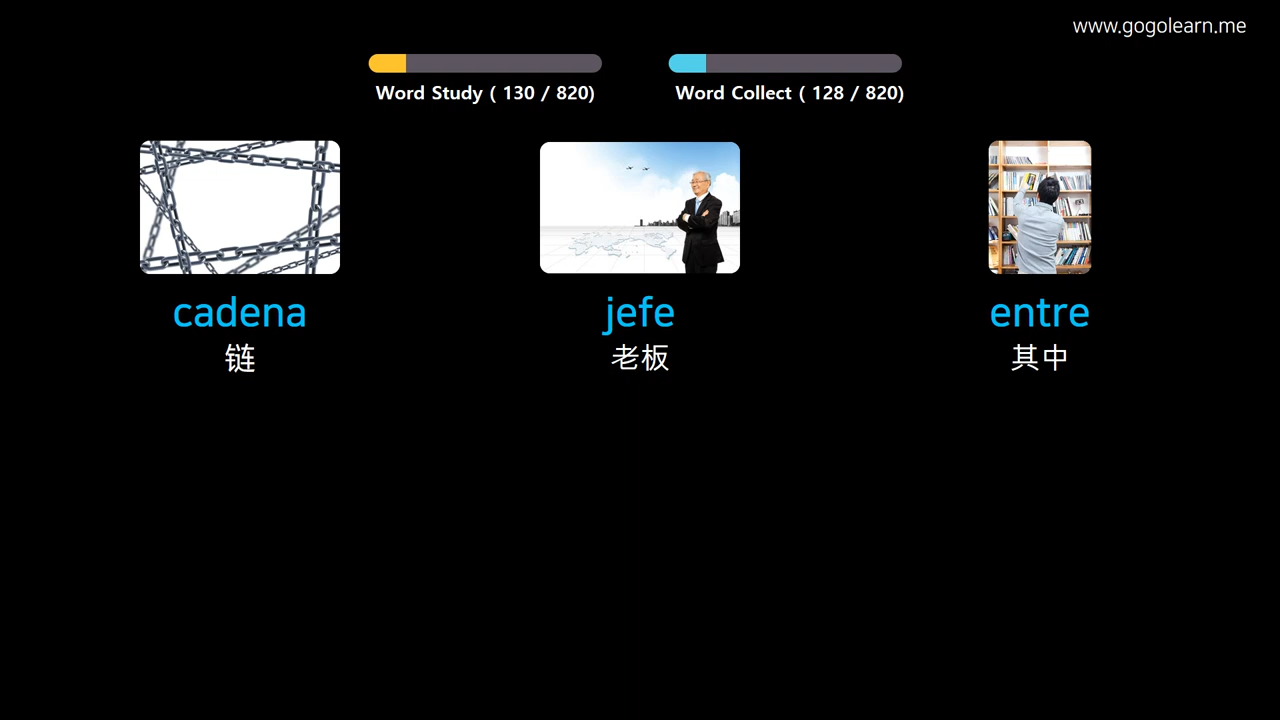 www.gogolearn.me
Word Study ( 130 / 820)
Word Collect ( 128 / 820)
cadena
链
jefe
老板
entre
其中